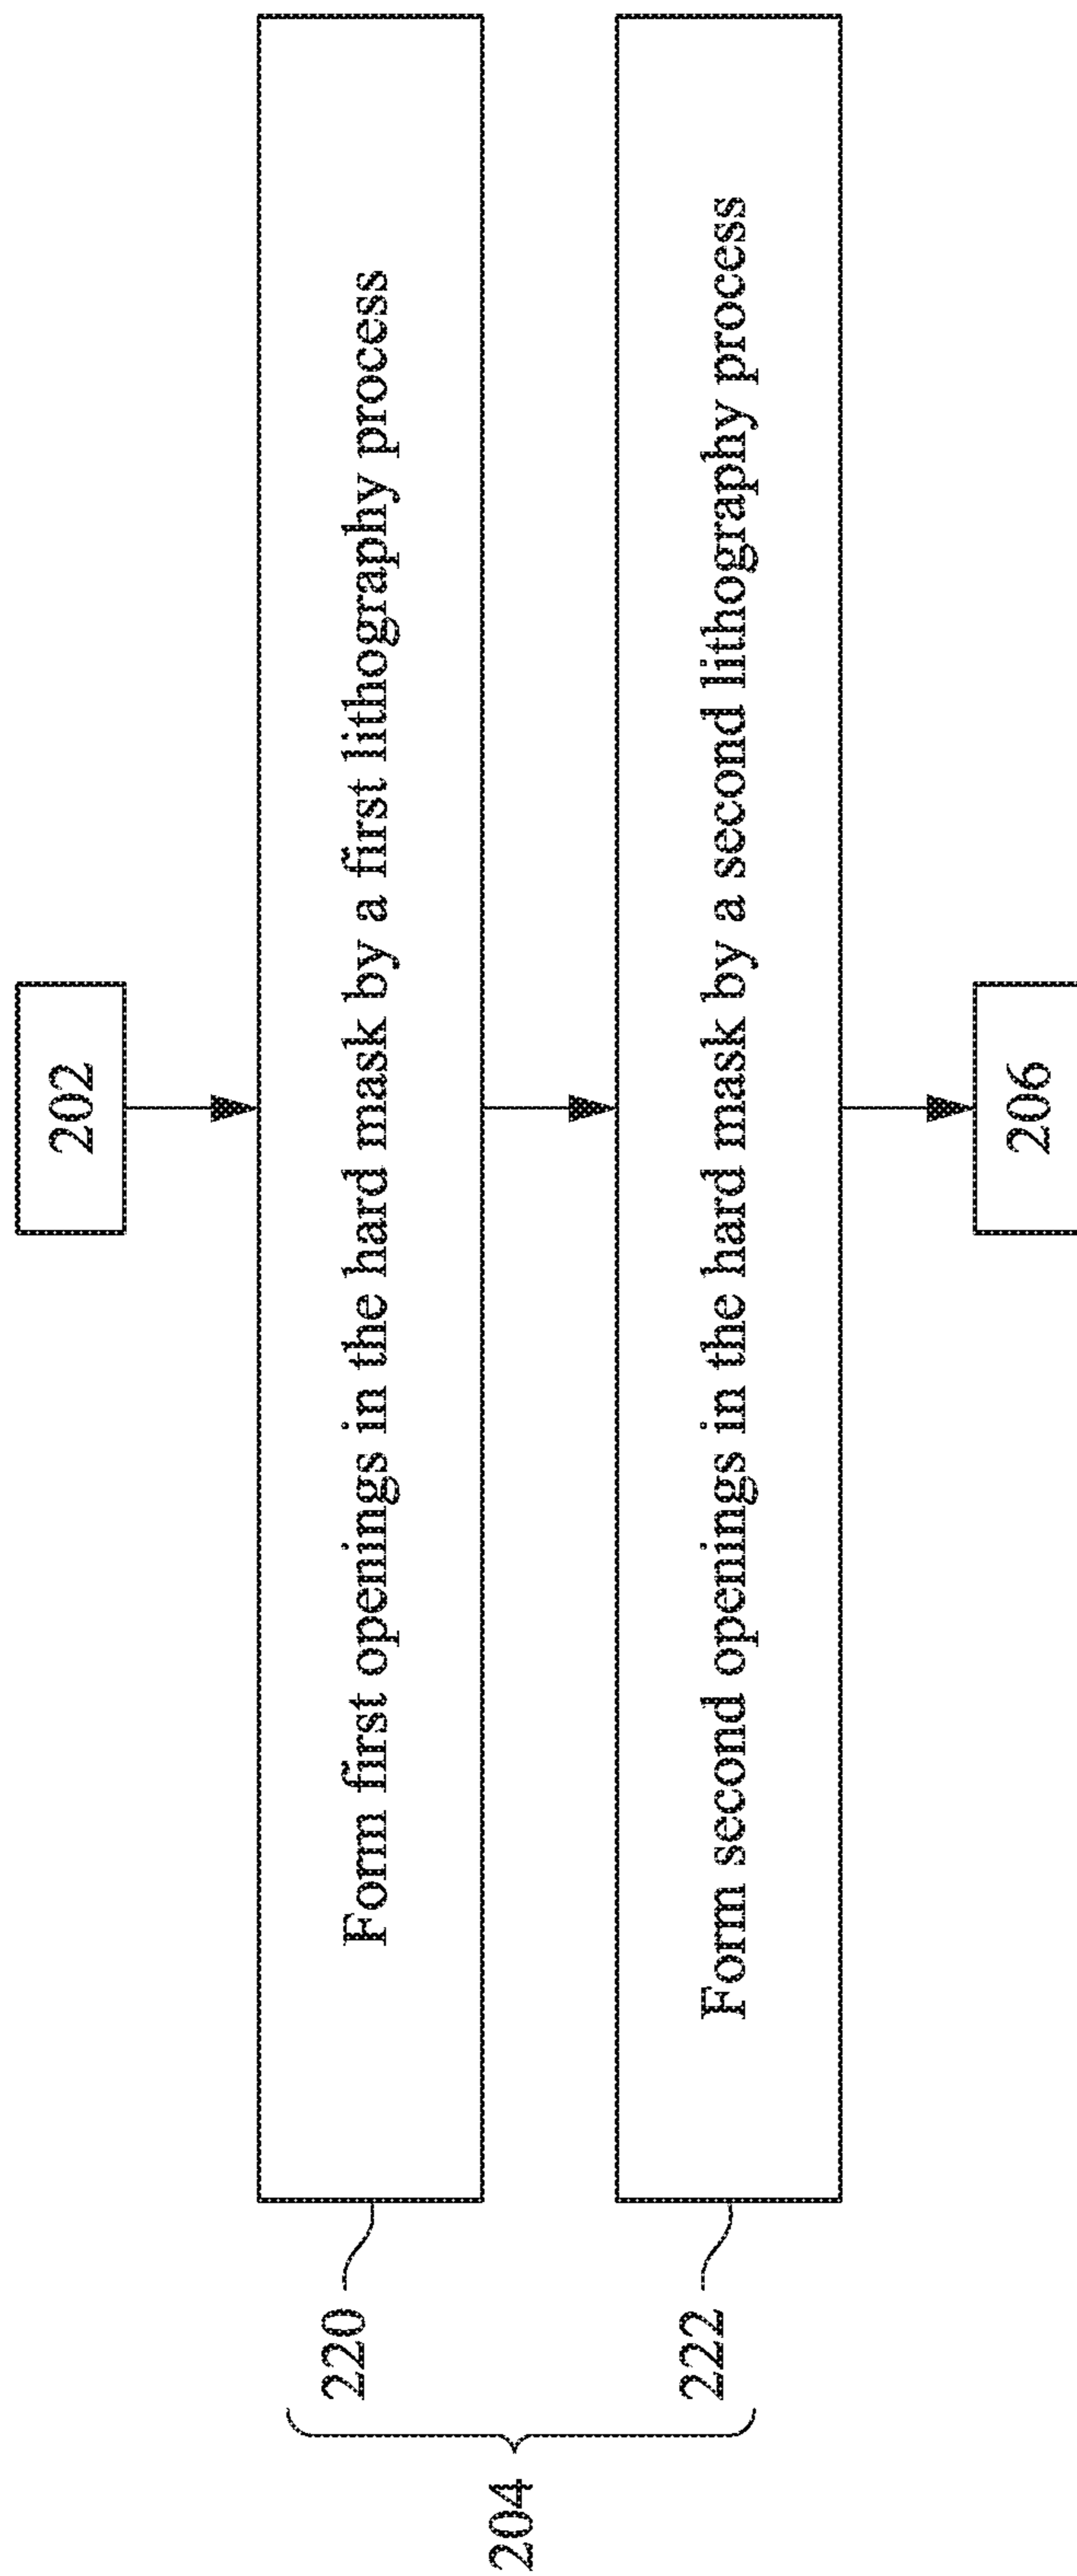 202
220
Form first openings in the hard mask by a first lithography process
204
222
Form second openings in the hard mask by a second lithography process
206